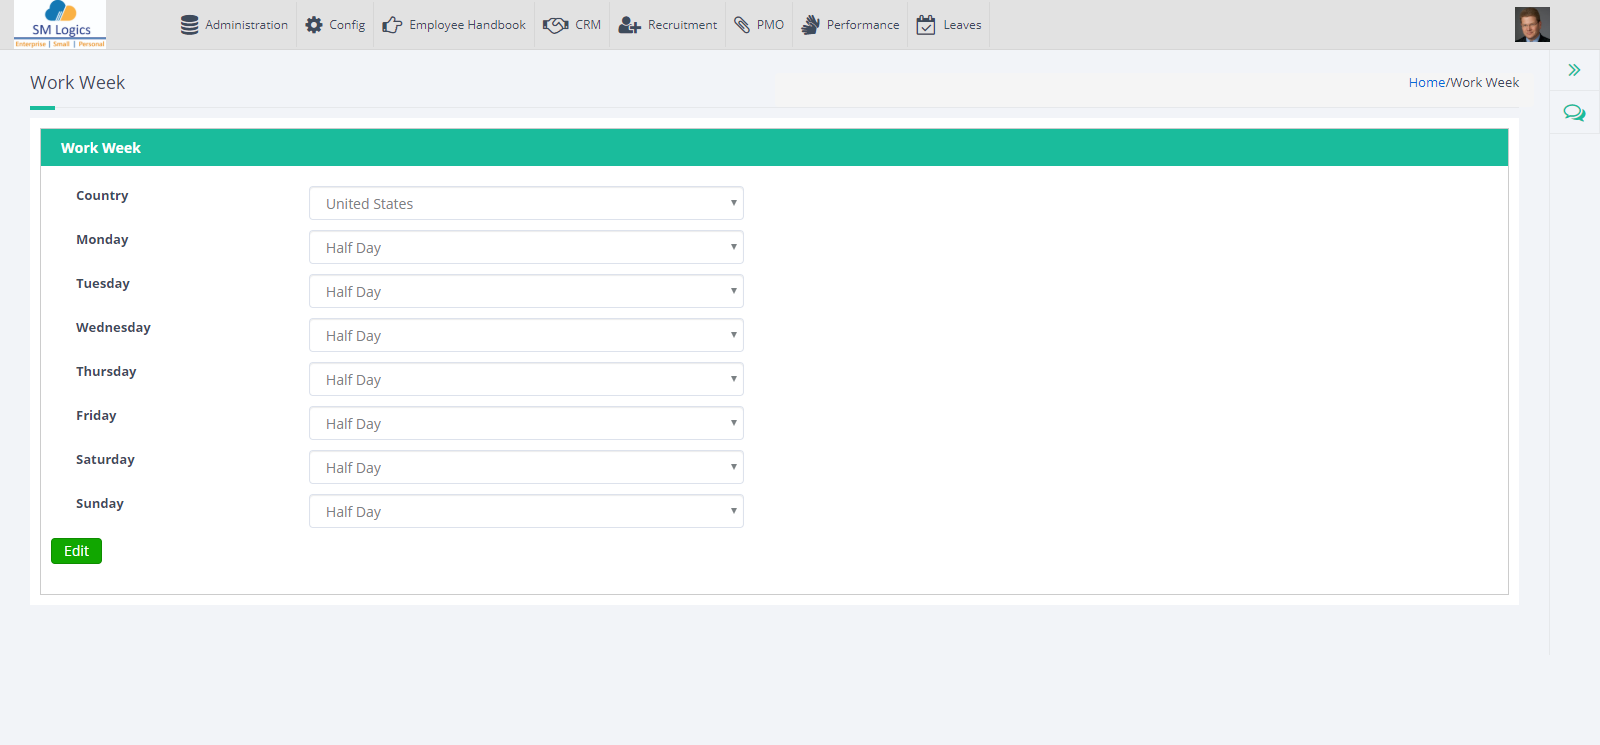 SM Logics
Enterprise | Small | Personal
Administration Config Employee Handbook CRM Recruitment PMO Performance Leaves
Work Week
Home/Work Week
Work Week
Country United States
Monday Half Day
Tuesday Half Day
Wednesday Half Day
Thursday Half Day
Friday Half Day
Saturday Half Day
Sunday Half Day
Edit